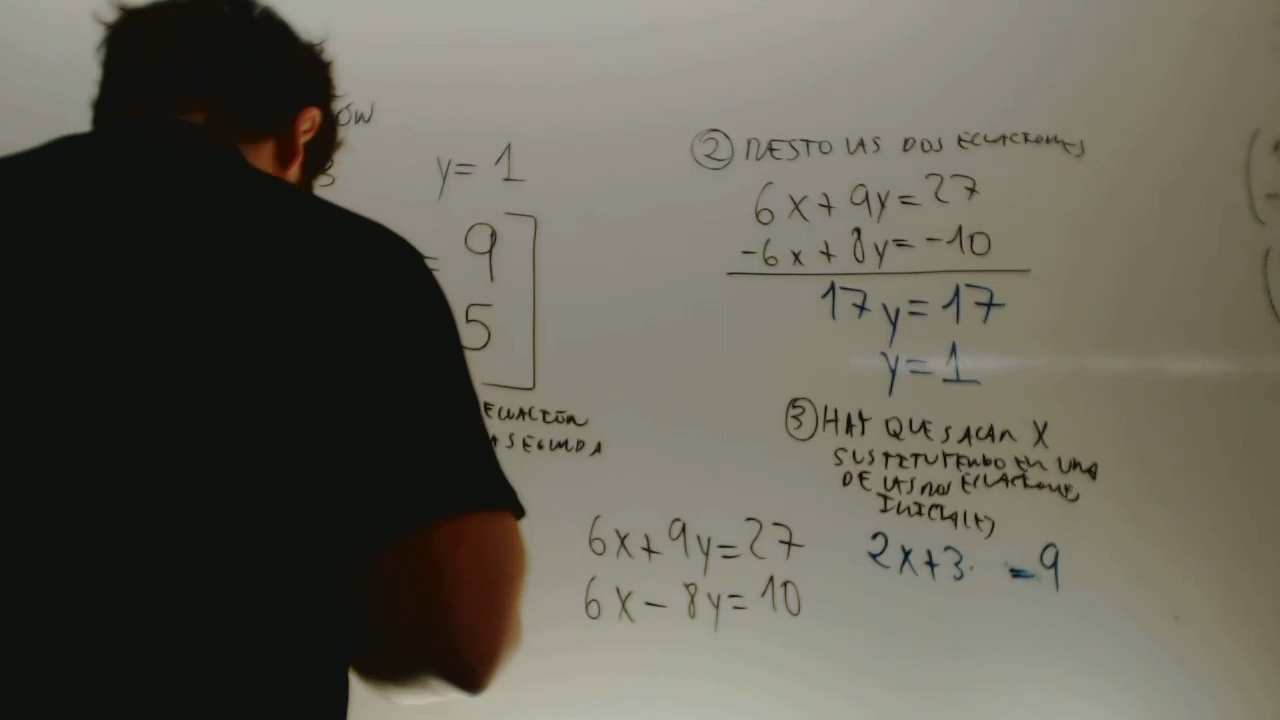 y= 1
= 9
5
ECUACIÓN
A SEGUNDA
6x+9y=27
6x-8y=10
② RESTO LAS DOS ECUACIONES
6x+9y=27
-6x+8y=-10
17y=17
y=1
③ HAY QUE SACAR X
SUSTITUYENDO EN UNA
DE LAS DOS ECUACIONES
INICIALES
2x+3· =9